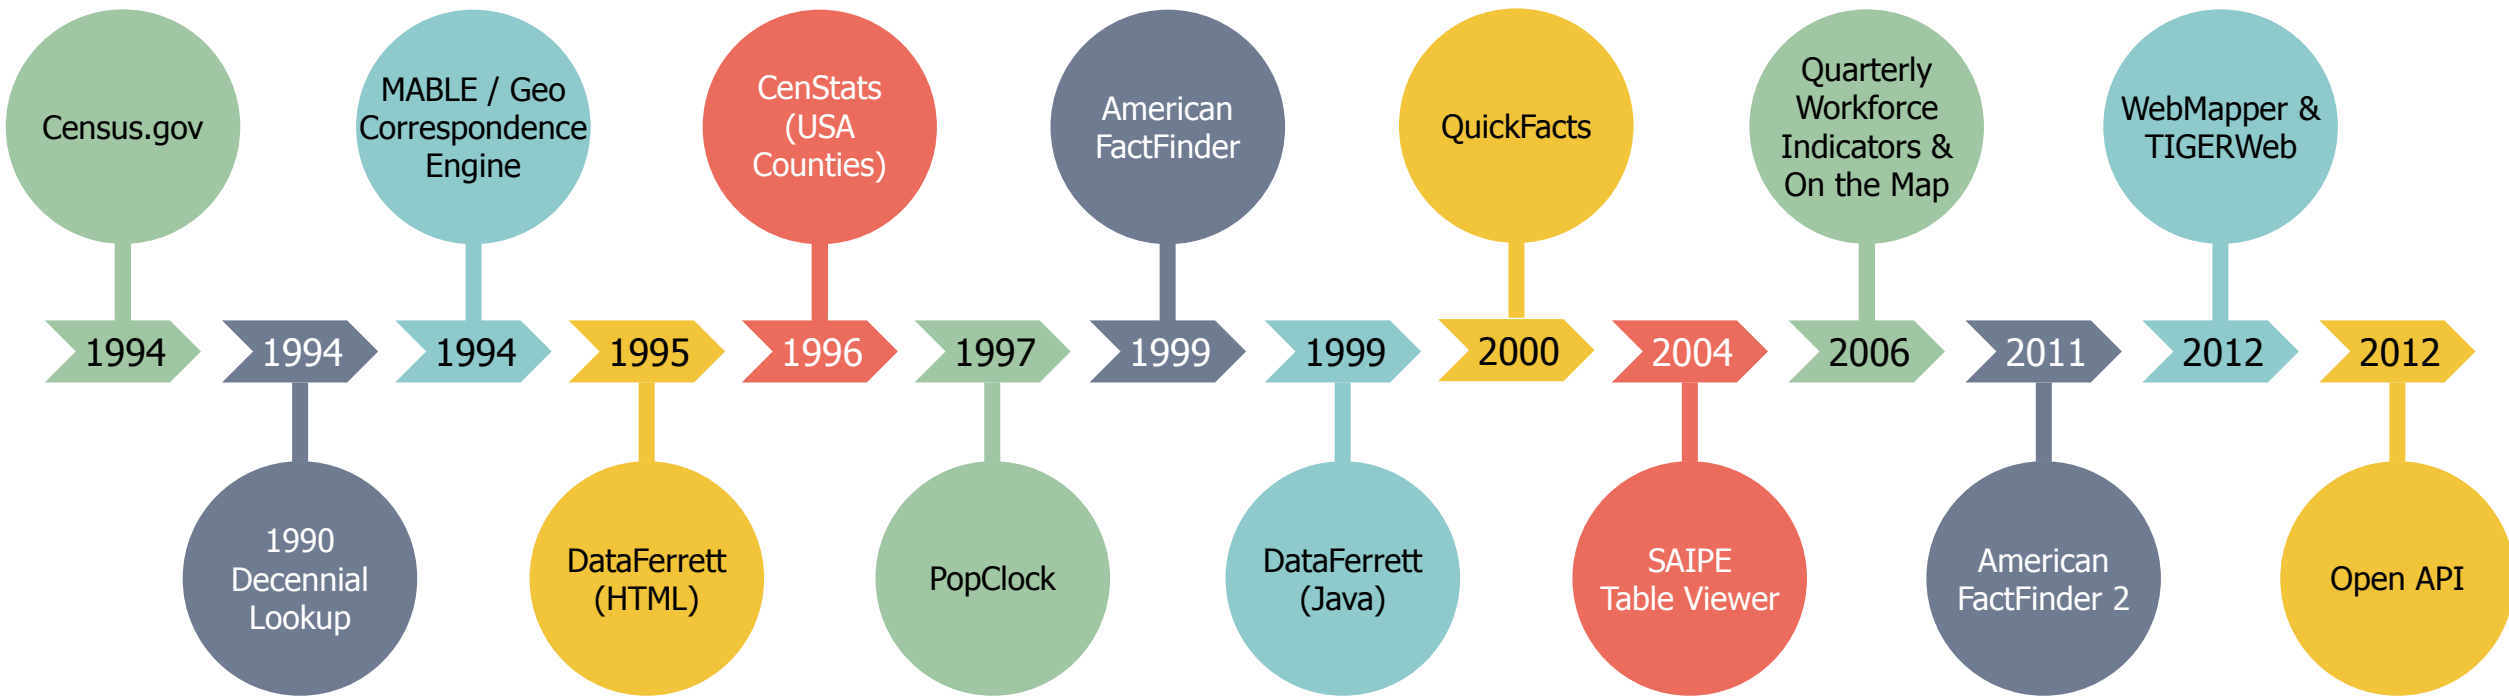 Census.gov
MABLE / Geo
Correspondence
Engine
CenStats
(USA
Counties)
American
FactFinder
QuickFacts
Quarterly
Workforce
Indicators &
On the Map
WebMapper &
TIGERWeb
1994
1994
1994
1995
1996
1997
1999
1999
2000
2004
2006
2011
2012
2012
1990
Decennial
Lookup
DataFerrett
(HTML)
PopClock
DataFerrett
(Java)
SAIPE
Table Viewer
American
FactFinder 2
Open API